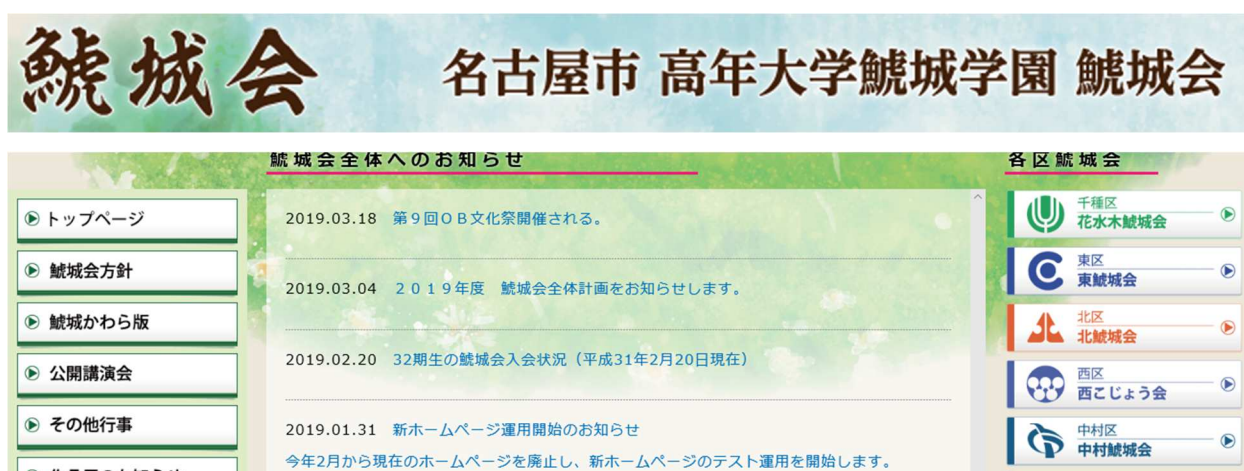 鯱城会 名古屋市 高年大学鯱城学園 鯱城会
鯱城会全体へのお知らせ
各区鯱城会
トップページ
鯱城会方針
鯱城かわら版
公開講演会
その他行事
2019.03.18 第9回OB文化祭開催される。
2019.03.04 2019年度 鯱城会全体計画をお知らせします。
2019.02.20 32期生の鯱城会入会状況(平成31年2月20日現在)
2019.01.31 新ホームページ運用開始のお知らせ
今年2月から現在のホームページを廃止し、新ホームページのテスト運用を開始します。
千種区
花水木鯱城会
東区
東鯱城会
北区
北鯱城会
西区
西こじょう会
中村区
中村鯱城会